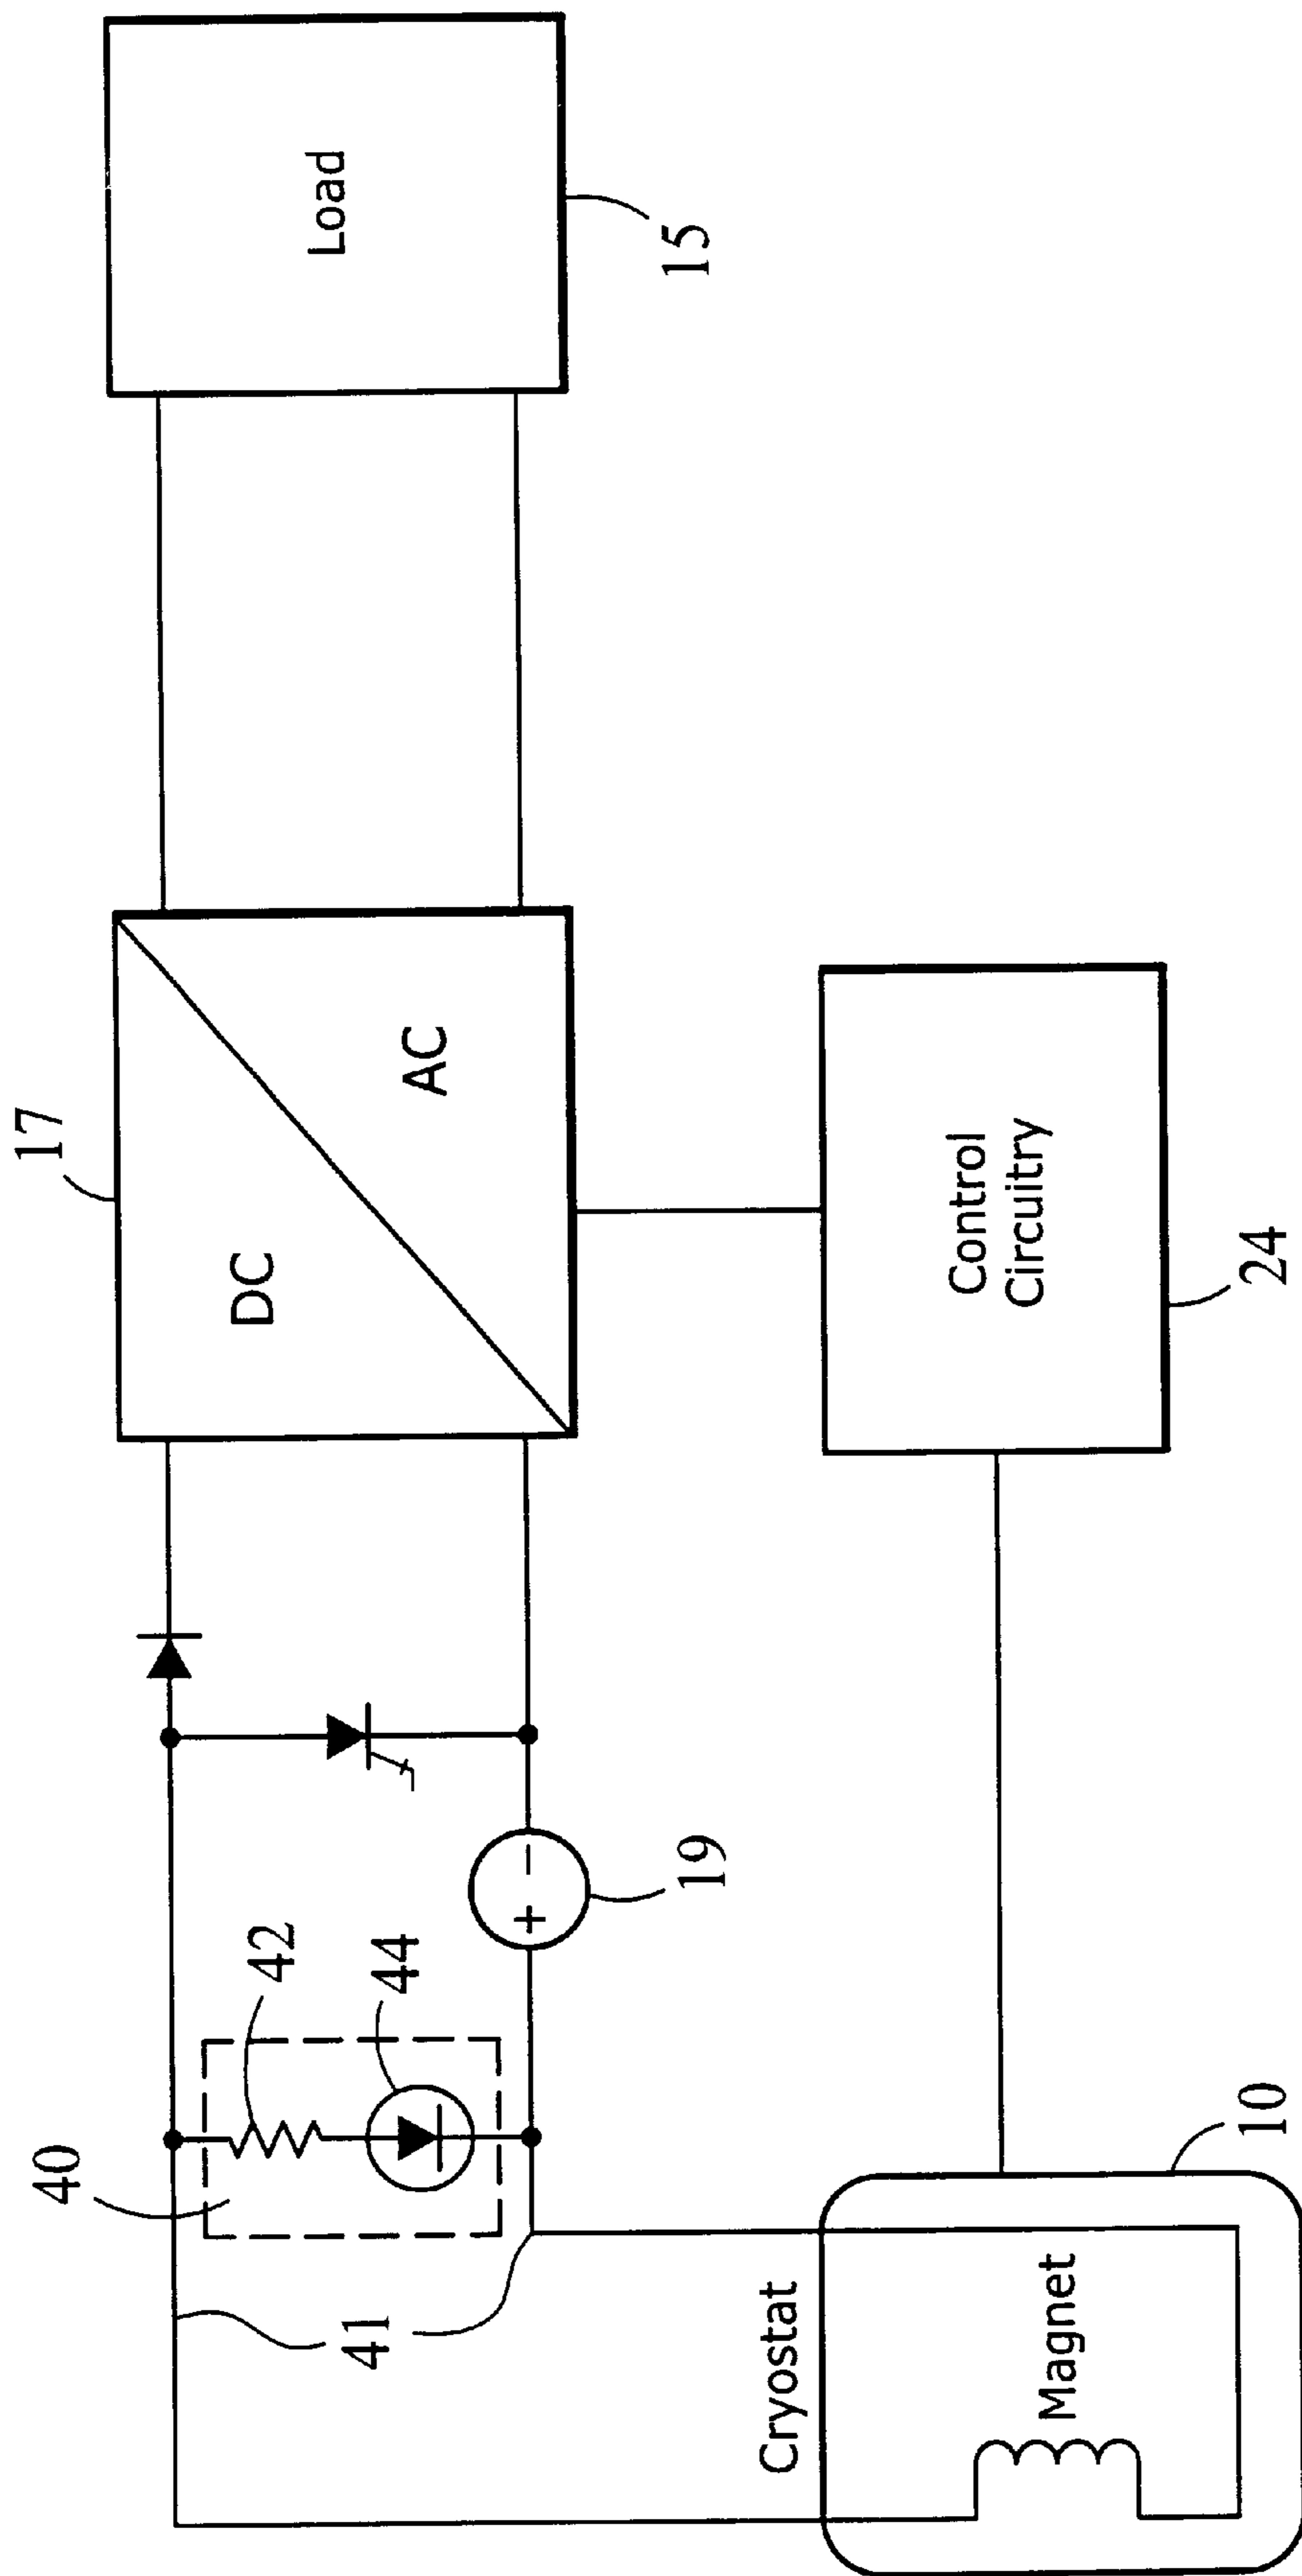 17
DC
AC
Load
15
40
42
44
19
41
Cryostat
Magnet
10
Control
Circuitry
24
+
−